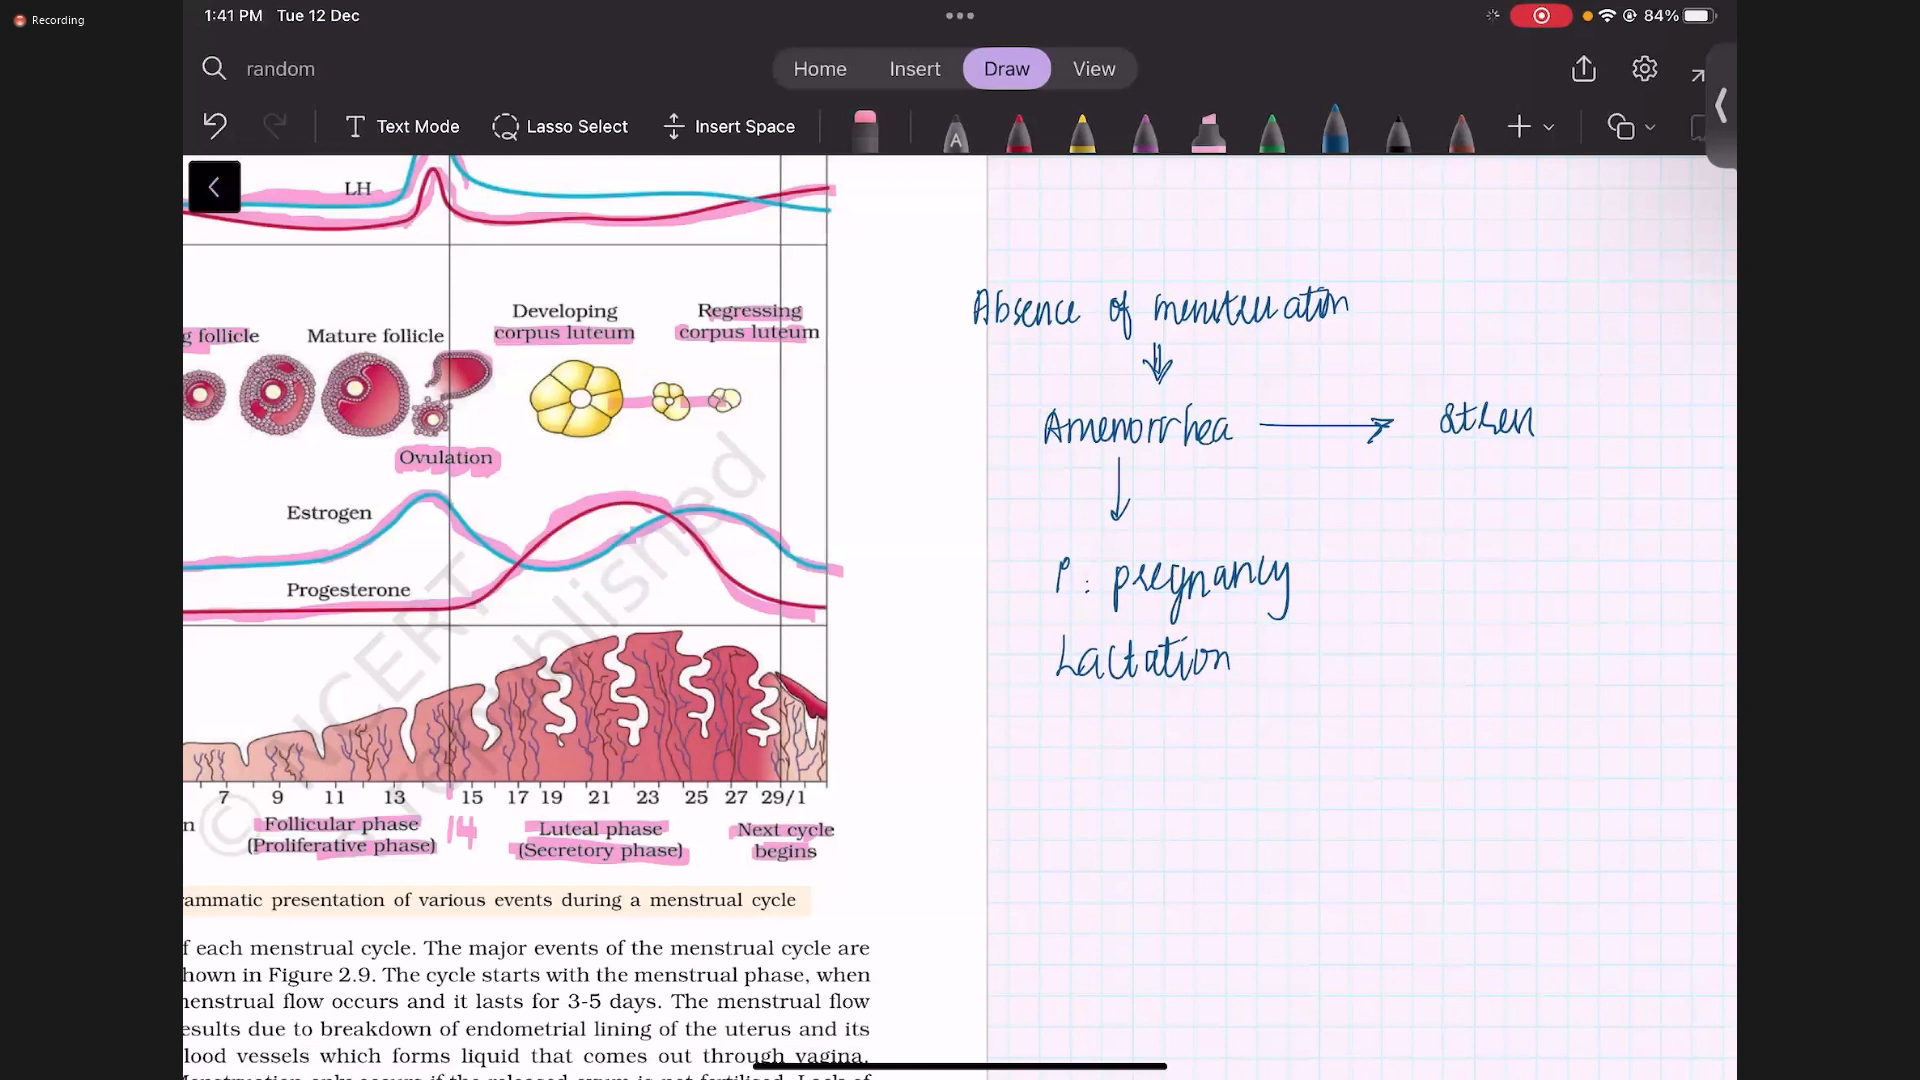 Recording
1:41 PM Tue 12 Dec
84%
random
Home Insert Draw View
Text Mode Lasso Select Insert Space
A
LH
g follicle
Mature follicle
Developing
corpus luteum
Regressing
corpus luteum
Ovulation
Estrogen
Progesterone
© NCERT
republished
7 9 11 13 15 17 19 21 23 25 27 29/1
n
Follicular phase
(Proliferative phase)
14
Luteal phase
(Secretory phase)
Next cycle
begins
rammatic presentation of various events during a menstrual cycle
f each menstrual cycle. The major events of the menstrual cycle are
hown in Figure 2.9. The cycle starts with the menstrual phase, when
nenstrual flow occurs and it lasts for 3-5 days. The menstrual flow
esults due to breakdown of endometrial lining of the uterus and its
lood vessels which forms liquid that comes out through vagina.
Absence of
Amenorrhea
P: pregnancy
Lactation